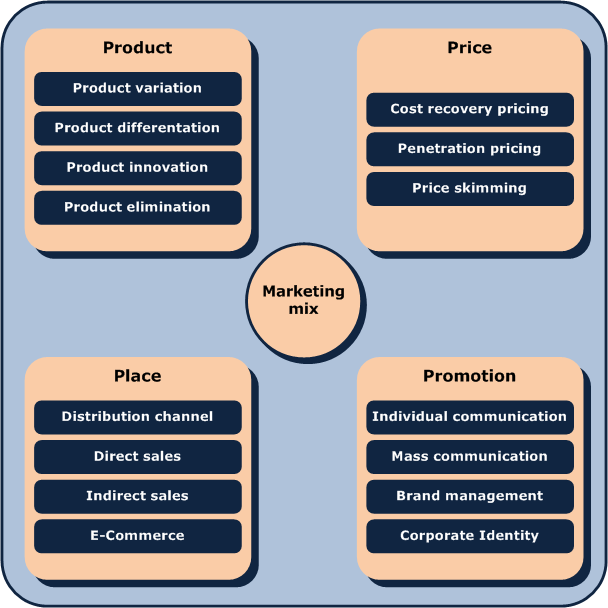 Product
Product variation
Product differentation
Product innovation
Product elimination
Price
Cost recovery pricing
Penetration pricing
Price skimming
Marketing
mix
Place
Distribution channel
Direct sales
Indirect sales
E-Commerce
Promotion
Individual communication
Mass communication
Brand management
Corporate Identity